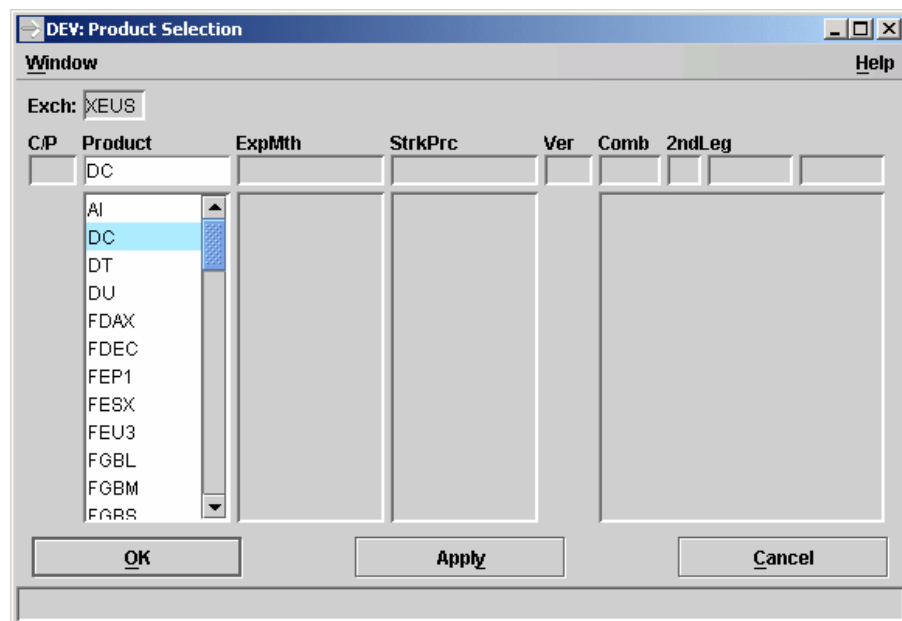 DEV: Product Selection
Window Help
Exch: XEUS
C/P Product ExpMth StrkPrc Ver Comb 2ndLeg
DC
AI
DC
DT
DU
FDAX
FDEC
FEP1
FESX
FEU3
FGBL
FGBM
FGBS
OK Apply Cancel